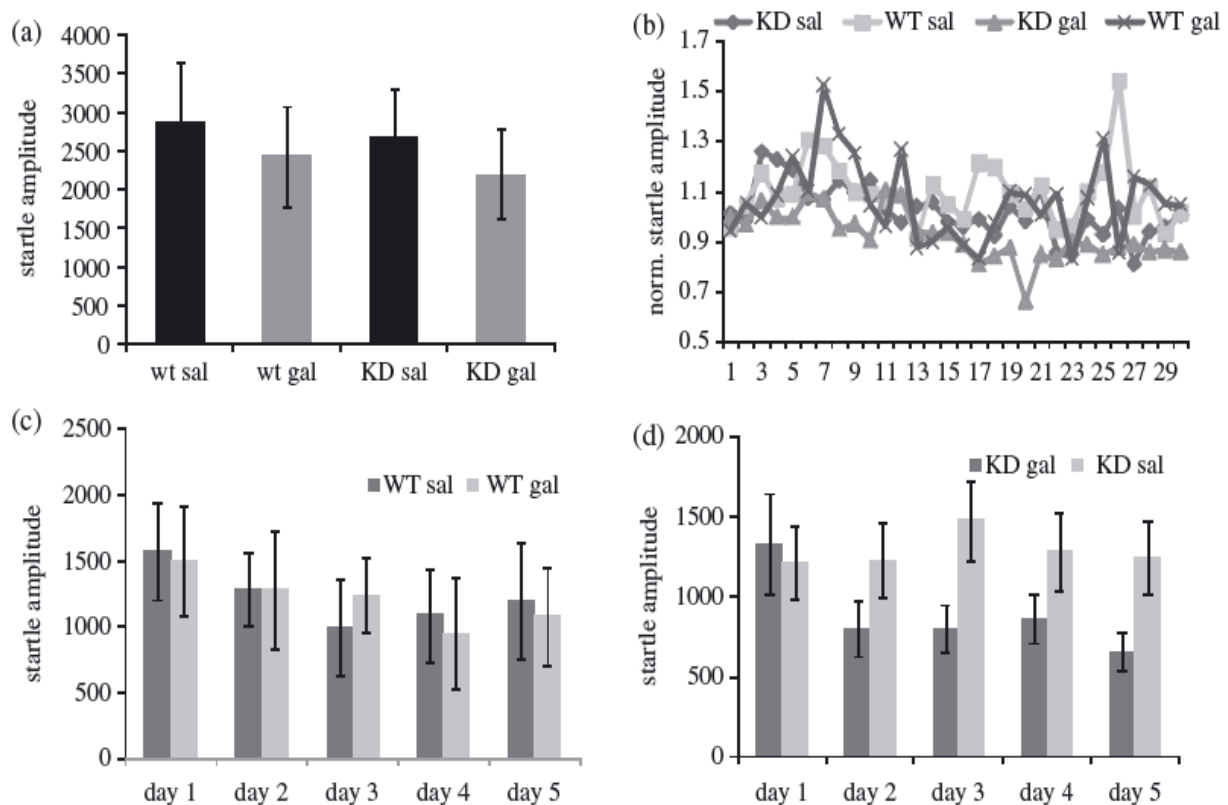 (a)
4000
3500
3000
2500
2000
1500
1000
500
0
startle amplitude
wt sal wt gal KD sal KD gal
(b)
KD sal WT sal KD gal WT gal
1.7
1.5
1.3
1.1
0.9
0.7
0.5
norm. startle amplitude
1 3 5 7 9 11 13 15 17 19 21 23 25 27 29
(c)
2500
2000
1500
1000
500
0
startle amplitude
WT sal WT gal
day 1 day 2 day 3 day 4 day 5
(d)
2000
1500
1000
500
0
startle amplitude
KD gal KD sal
day 1 day 2 day 3 day 4 day 5